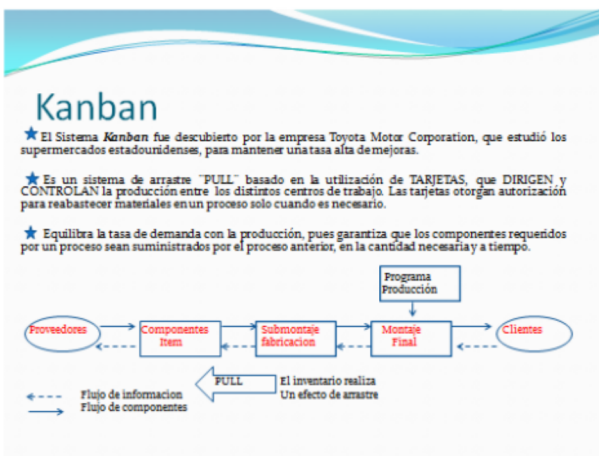 Kanban
El Sistema Kanban fue descubierto por la empresa Toyota Motor Corporation, que estudió los
supermercados estadounidenses, para mantener una tasa alta de mejoras.
Es un sistema de arrastre ¨PULL¨ basado en la utilización de TARJETAS, que DIRIGEN y
CONTROLAN la producción entre los distintos centros de trabajo. Las tarjetas otorgan autorización
para reabastecer materiales en un proceso solo cuando es necesario.
Equilibra la tasa de demanda con la producción, pues garantiza que los componentes requeridos
por un proceso sean suministrados por el proceso anterior, en la cantidad necesaria y a tiempo.
Programa
Producción
Proveedores
Componentes
Item
Submontaje
fabricacion
Montaje
Final
Clientes
PULL
El inventario realiza
Un efecto de arrastre
Flujo de informacion
Flujo de componentes